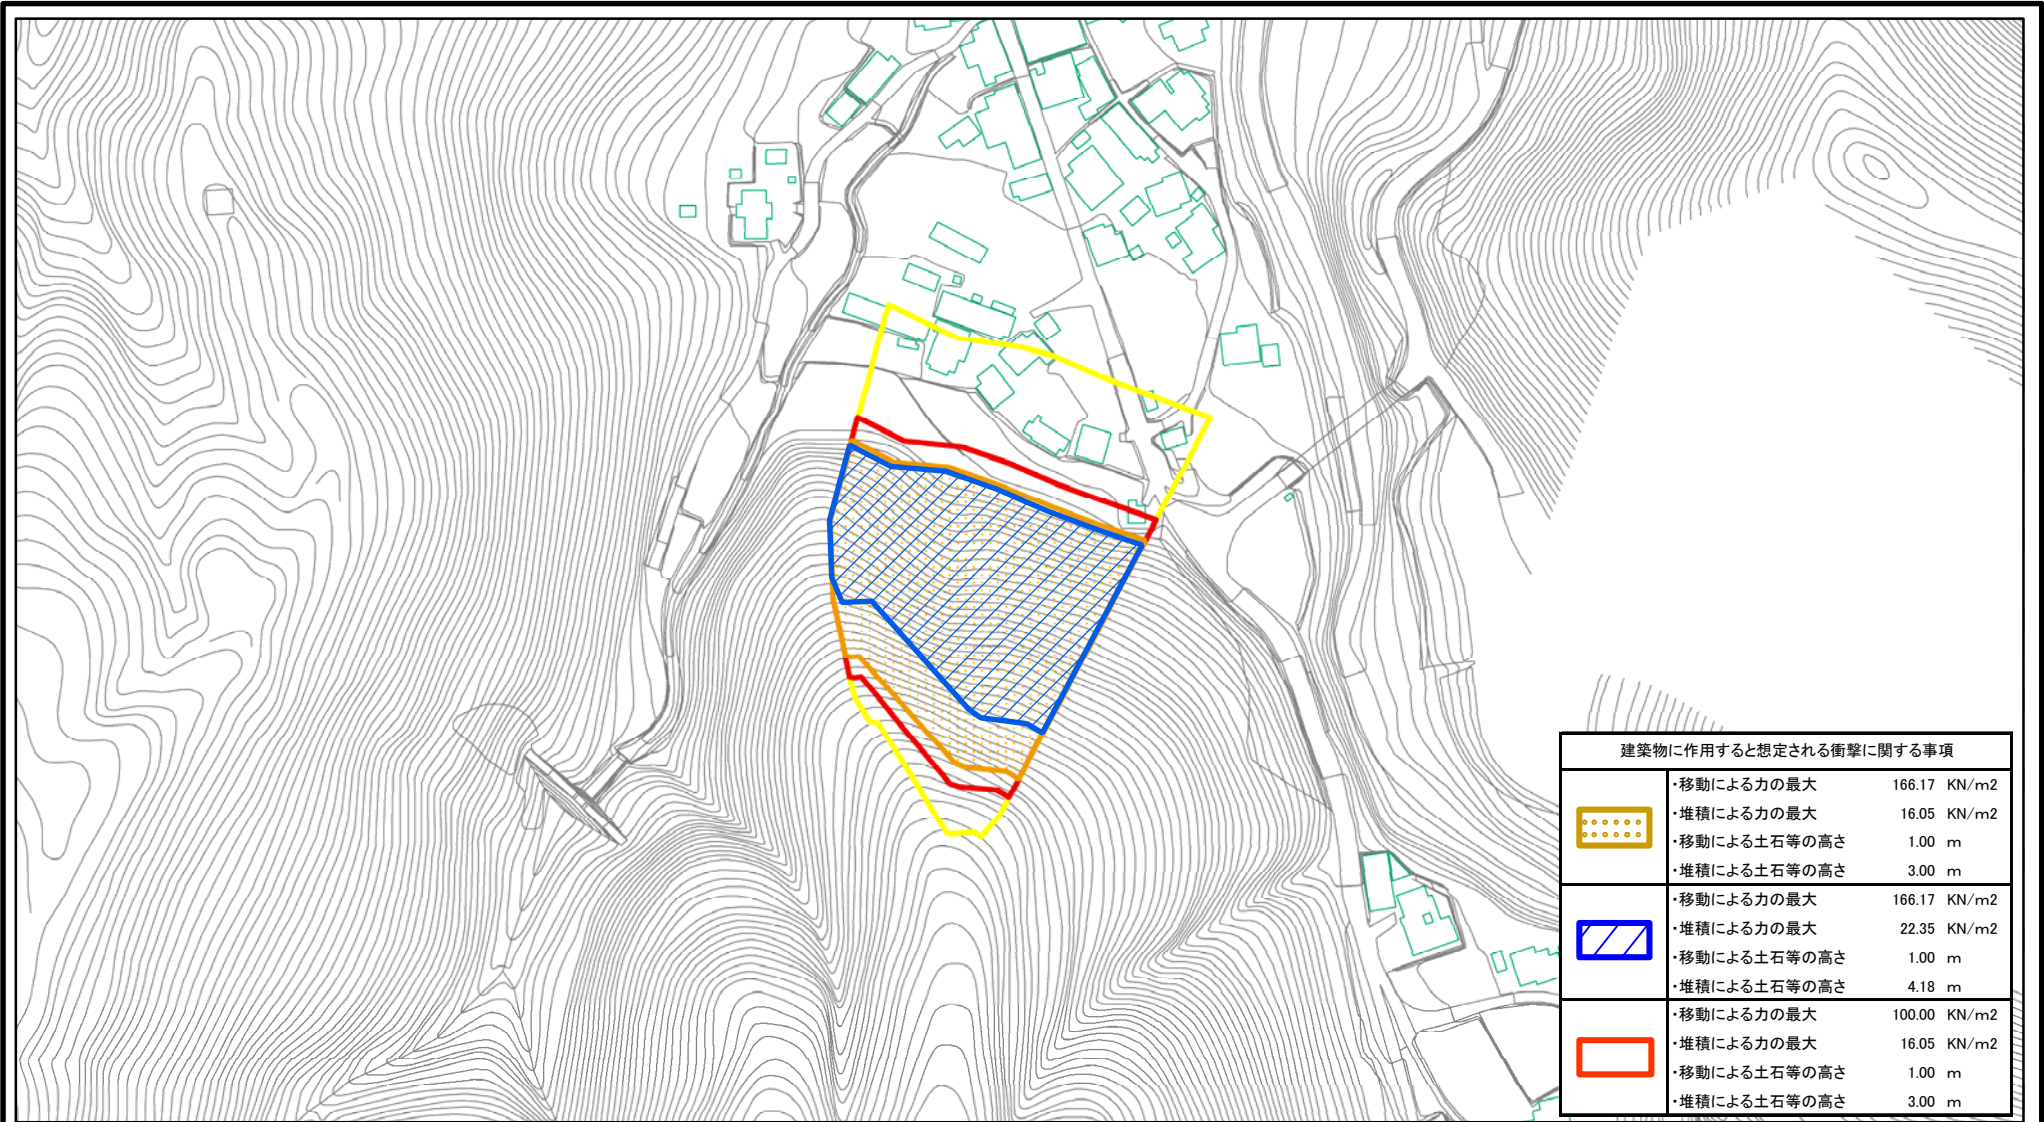 建築物に作用すると想定される衝撃に関する事項
・移動による力の最大 166.17 KN/m2
・堆積による力の最大 16.05 KN/m2
・移動による土石等の高さ 1.00 m
・堆積による土石等の高さ 3.00 m
・移動による力の最大 166.17 KN/m2
・堆積による力の最大 22.35 KN/m2
・移動による土石等の高さ 1.00 m
・堆積による土石等の高さ 4.18 m
・移動による力の最大 100.00 KN/m2
・堆積による力の最大 16.05 KN/m2
・移動による土石等の高さ 1.00 m
・堆積による土石等の高さ 3.00 m